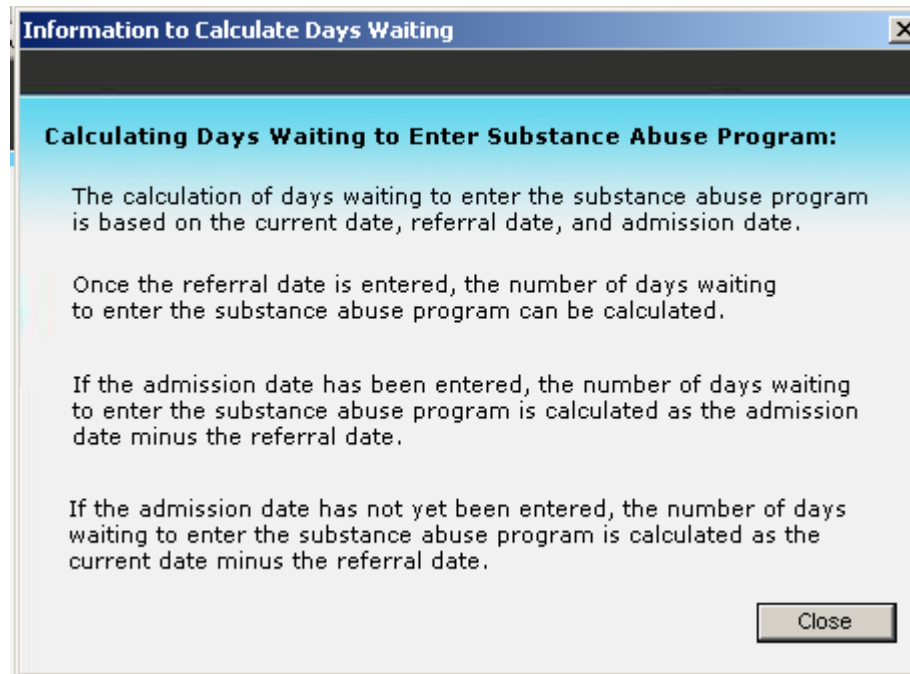 Information to Calculate Days Waiting
Calculating Days Waiting to Enter Substance Abuse Program:
The calculation of days waiting to enter the substance abuse program
is based on the current date, referral date, and admission date.
Once the referral date is entered, the number of days waiting
to enter the substance abuse program can be calculated.
If the admission date has been entered, the number of days waiting
to enter the substance abuse program is calculated as the admission
date minus the referral date.
If the admission date has not yet been entered, the number of days
waiting to enter the substance abuse program is calculated as the
current date minus the referral date.
Close